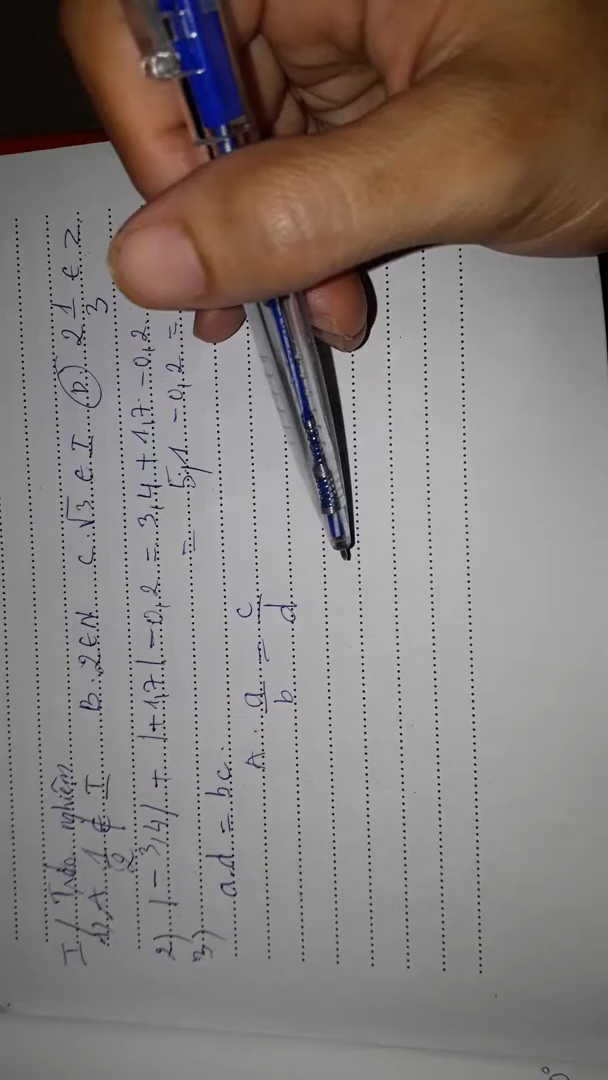 I/ Trắc nghiệm
1) A. 1/2 ∉ I B. 2 ∈ N C. √3 ∈ I D. 2 1/3 ∈ Z
2) |-3,4| + |+1,7| - 0,2 = 3,4 + 1,7 - 0,2
= 5,1 - 0,2 =
3)
ad = bc
A. a/b = c/d